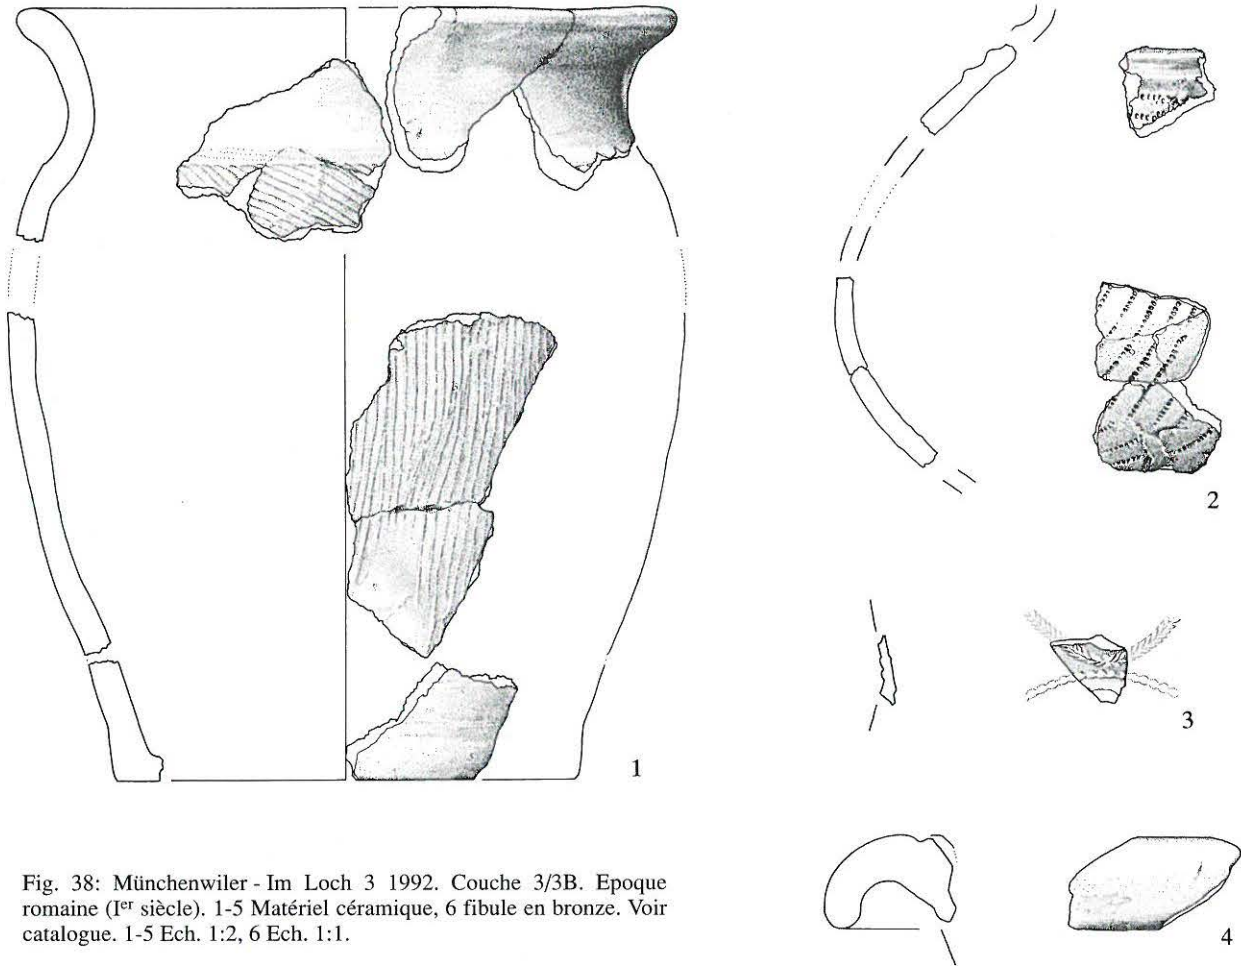 1
2
3
4
Fig. 38: Münchenwiler - Im Loch 3 1992. Couche 3/3B. Epoque
romaine (Ier siècle). 1-5 Matériel céramique, 6 fibule en bronze. Voir
catalogue. 1-5 Ech. 1:2, 6 Ech. 1:1.